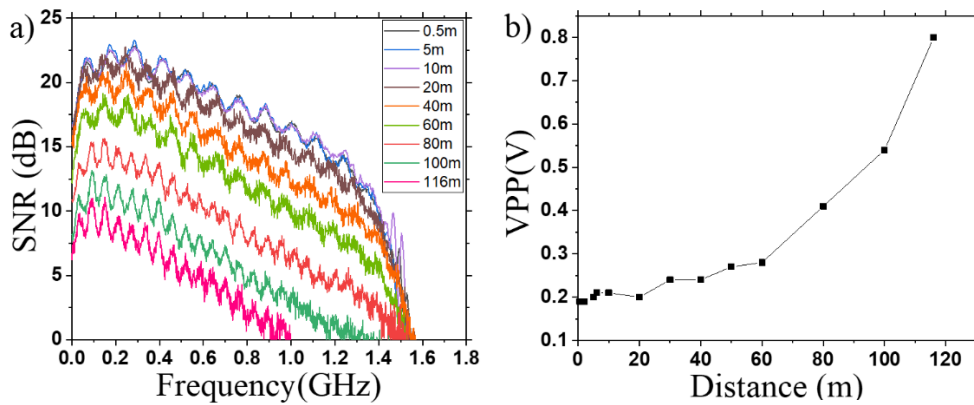 a)
SNR (dB)
25
20
15
10
5
0
0.0 0.2 0.4 0.6 0.8 1.0 1.2 1.4 1.6 1.8
Frequency(GHz)
0.5m
5m
10m
20m
40m
60m
80m
100m
116m
b)
VPP(V)
0.8
0.7
0.6
0.5
0.4
0.3
0.2
0.1
0 20 40 60 80 100 120
Distance (m)